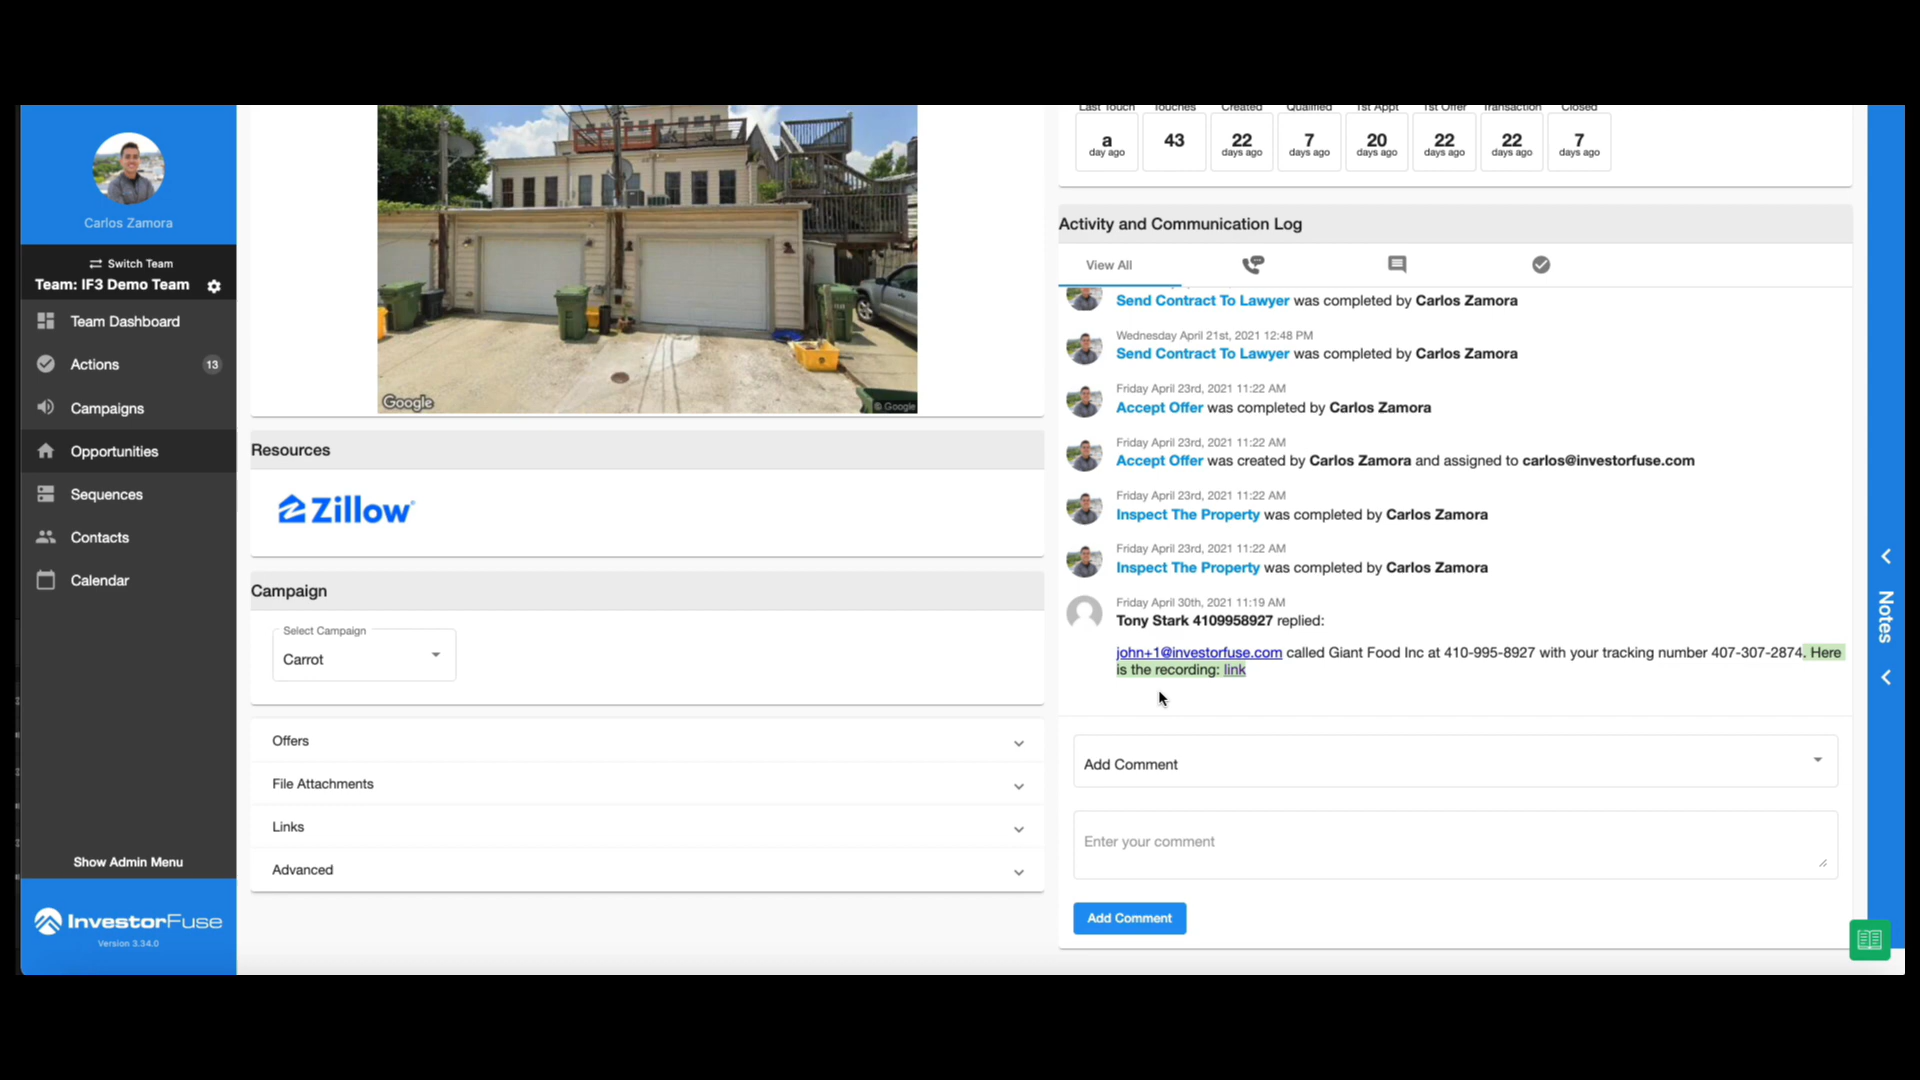 Carlos Zamora
Switch Team
Team: IF3 Demo Team
Team Dashboard
Actions
13
Campaigns
Opportunities
Sequences
Contacts
Calendar
Show Admin Menu
InvestorFuse
Version 3.34.0
Google
© Google
Resources
Zillow
Campaign
Select Campaign
Carrot
Offers
File Attachments
Links
Advanced
Last Touch Touches Created Qualified 1st Appt 1st Offer Transaction Closed
a 43 22 7 20 22 22 7
day ago days ago days ago days ago days ago days ago days ago
Activity and Communication Log
View All
Send Contract To Lawyer was completed by Carlos Zamora
Wednesday April 21st, 2021 12:48 PM
Send Contract To Lawyer was completed by Carlos Zamora
Friday April 23rd, 2021 11:22 AM
Accept Offer was completed by Carlos Zamora
Friday April 23rd, 2021 11:22 AM
Accept Offer was created by Carlos Zamora and assigned to carlos@investorfuse.com
Friday April 23rd, 2021 11:22 AM
Inspect The Property was completed by Carlos Zamora
Friday April 23rd, 2021 11:22 AM
Inspect The Property was completed by Carlos Zamora
Friday April 30th, 2021 11:19 AM
Tony Stark 4109958927 replied:
john+1@investorfuse.com called Giant Food Inc at 410-995-8927 with your tracking number 407-307-2874. Here
is the recording: link
Add Comment
Enter your comment
Add Comment
Notes